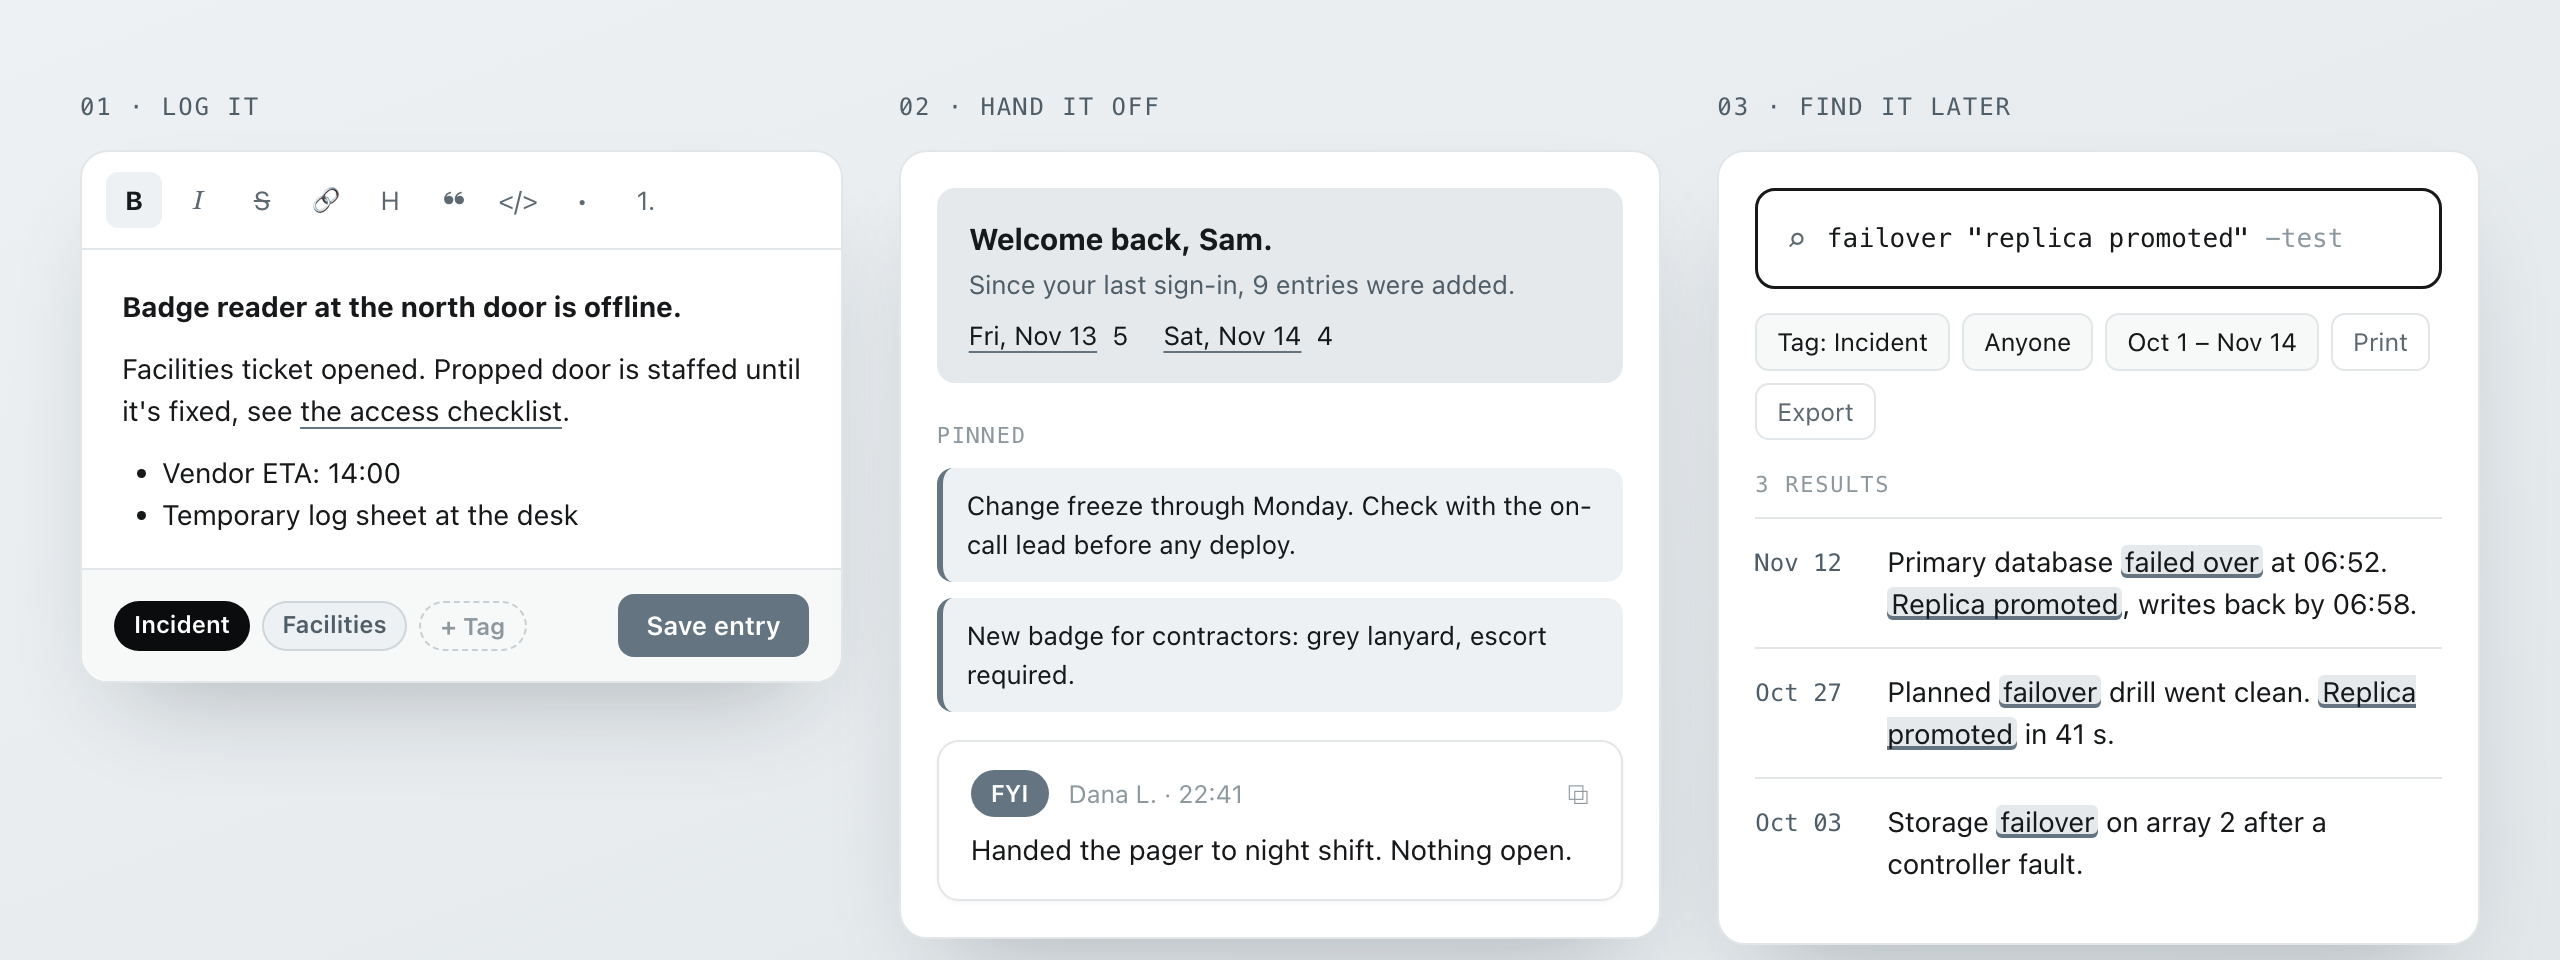 01 · LOG IT
B I S 🔗 H ❝ </> • 1.
Badge reader at the north door is offline.
Facilities ticket opened. Propped door is staffed until
it's fixed, see the access checklist.
• Vendor ETA: 14:00
• Temporary log sheet at the desk
Incident Facilities + Tag Save entry
02 · HAND IT OFF
Welcome back, Sam.
Since your last sign-in, 9 entries were added.
Fri, Nov 13 5 Sat, Nov 14 4
PINNED
Change freeze through Monday. Check with the on-
call lead before any deploy.
New badge for contractors: grey lanyard, escort
required.
FYI Dana L. · 22:41
Handed the pager to night shift. Nothing open.
03 · FIND IT LATER
failover "replica promoted" −test
Tag: Incident Anyone Oct 1 – Nov 14 Print
Export
3 RESULTS
Nov 12 Primary database failed over at 06:52.
Replica promoted, writes back by 06:58.
Oct 27 Planned failover drill went clean. Replica
promoted in 41 s.
Oct 03 Storage failover on array 2 after a
controller fault.